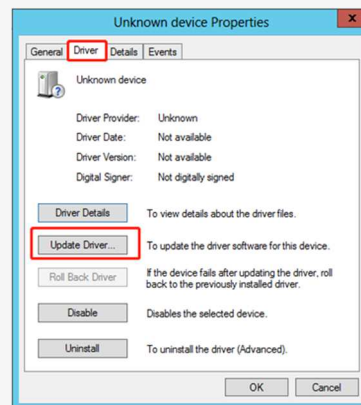 Unknown device Properties
x
General Driver Details Events
Unknown device
Driver Provider: Unknown
Driver Date: Not available
Driver Version: Not available
Digital Signer: Not digitally signed
Driver Details To view details about the driver files.
Update Driver... To update the driver software for this device.
Roll Back Driver If the device fails after updating the driver, roll
back to the previously installed driver.
Disable Disables the selected device.
Uninstall To uninstall the driver (Advanced).
OK Cancel